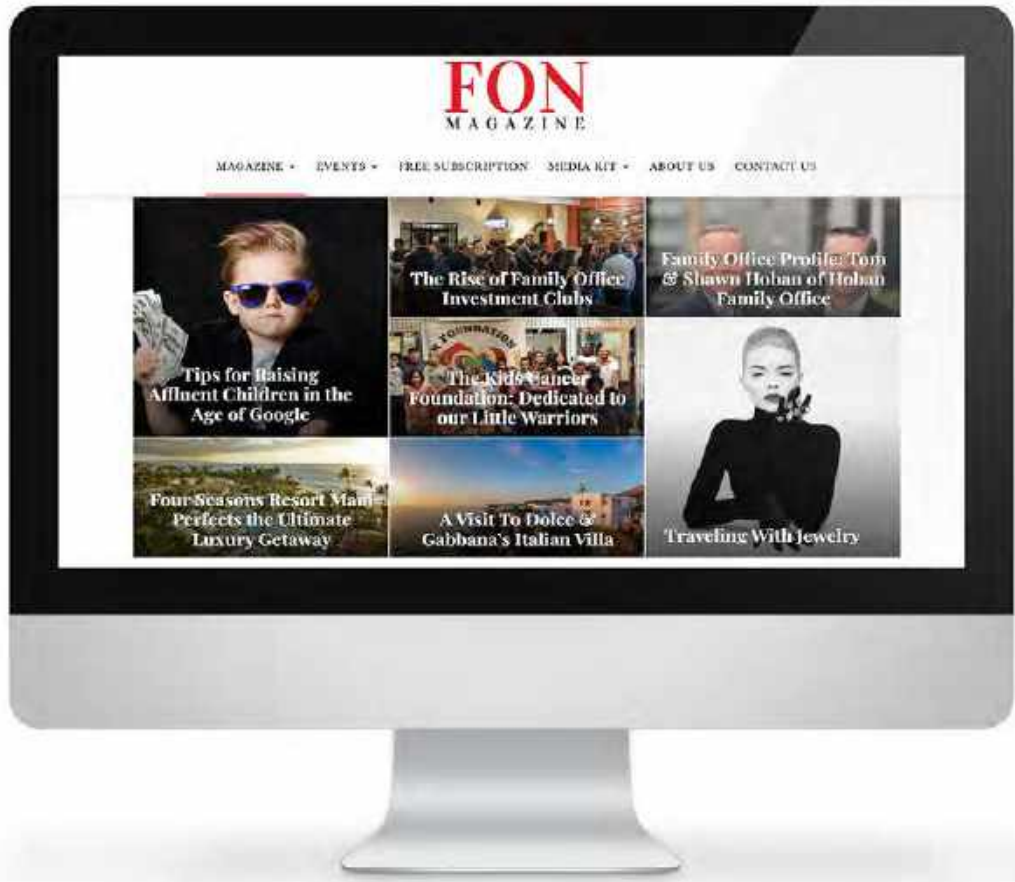 FON
MAGAZINE
MAGAZINE EVENTS FREE SUBSCRIPTION MEDIA KIT ABOUT US CONTACT US
Tips for Raising
Affluent Children in the
Age of Google
The Rise of Family Office
Investment Clubs
Family Office Profile: Tom
& Shawn Hoban of Hoban
Family Office
FOUNDATION
The Kids Cancer
Foundation: Dedicated to
our Little Warriors
Four Seasons Resort Maui
Perfects the Ultimate
Luxury Getaway
A Visit To Dolce &
Gabbana's Italian Villa
Traveling With Jewelry